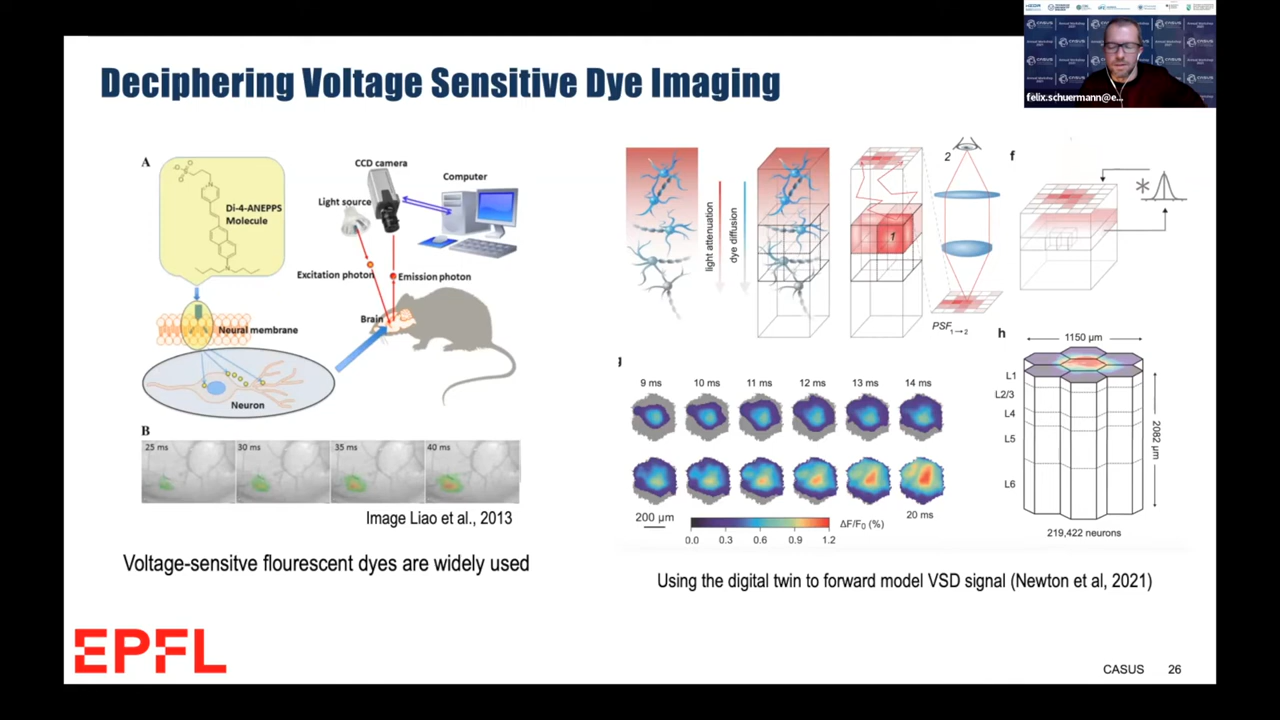 Deciphering Voltage Sensitive Dye Imaging
felix.schuermann@e...
A
Di-4-ANEPPS
Molecule
CCD camera
Light source
Computer
Excitation photon
Emission photon
Brain
Neural membrane
Neuron
B
25 ms
30 ms
35 ms
40 ms
Image Liao et al., 2013
Voltage-sensitve flourescent dyes are widely used
light attenuation
dye diffusion
1
2
PSF1→2
f
*
g
9 ms
10 ms
11 ms
12 ms
13 ms
14 ms
20 ms
200 µm
ΔF/F0 (%)
0.0
0.3
0.6
0.9
1.2
h
1150 µm
L1
L2/3
L4
L5
L6
2082 µm
219,422 neurons
Using the digital twin to forward model VSD signal (Newton et al, 2021)
EPFL
CASUS
26